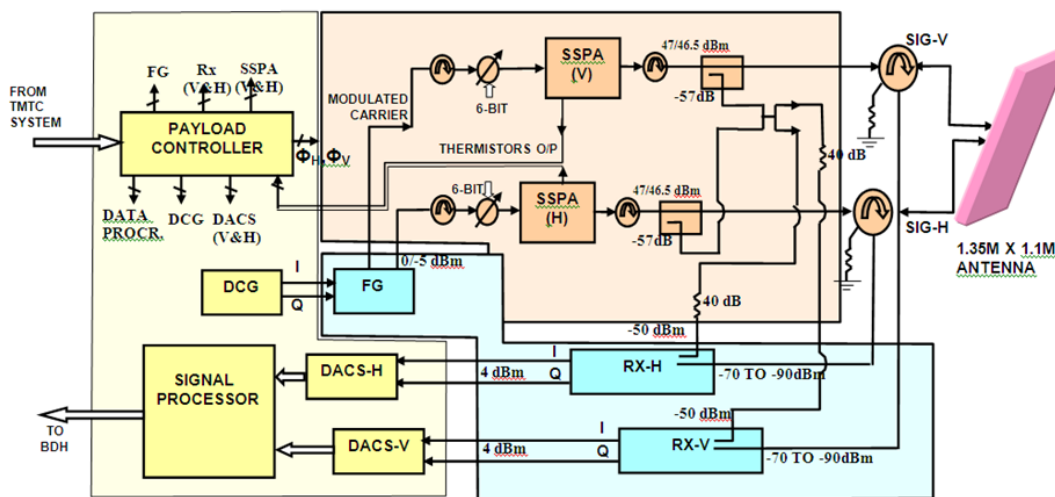 FG
Rx
(V&H)
SSPA
(V&H)
FROM
TMTC
SYSTEM
PAYLOAD
CONTROLLER
ΦH,ΦV
DATA
PROCR.
DCG
DACS
(V&H)
MODULATED
CARRIER
6-BIT
SSPA
(V)
47/46.5 dBm
-57dB
THERMISTORS O/P
6-BIT
SSPA
(H)
47/46.5 dBm
-57dB
40 dB
SIG-V
SIG-H
1.35M X 1.1M
ANTENNA
0/-5 dBm
DCG
I
Q
FG
40 dB
-50 dBm
SIGNAL
PROCESSOR
TO
BDH
DACS-H
I
Q
4 dBm
RX-H
-70 TO -90dBm
-50 dBm
DACS-V
I
Q
4 dBm
RX-V
-70 TO -90dBm